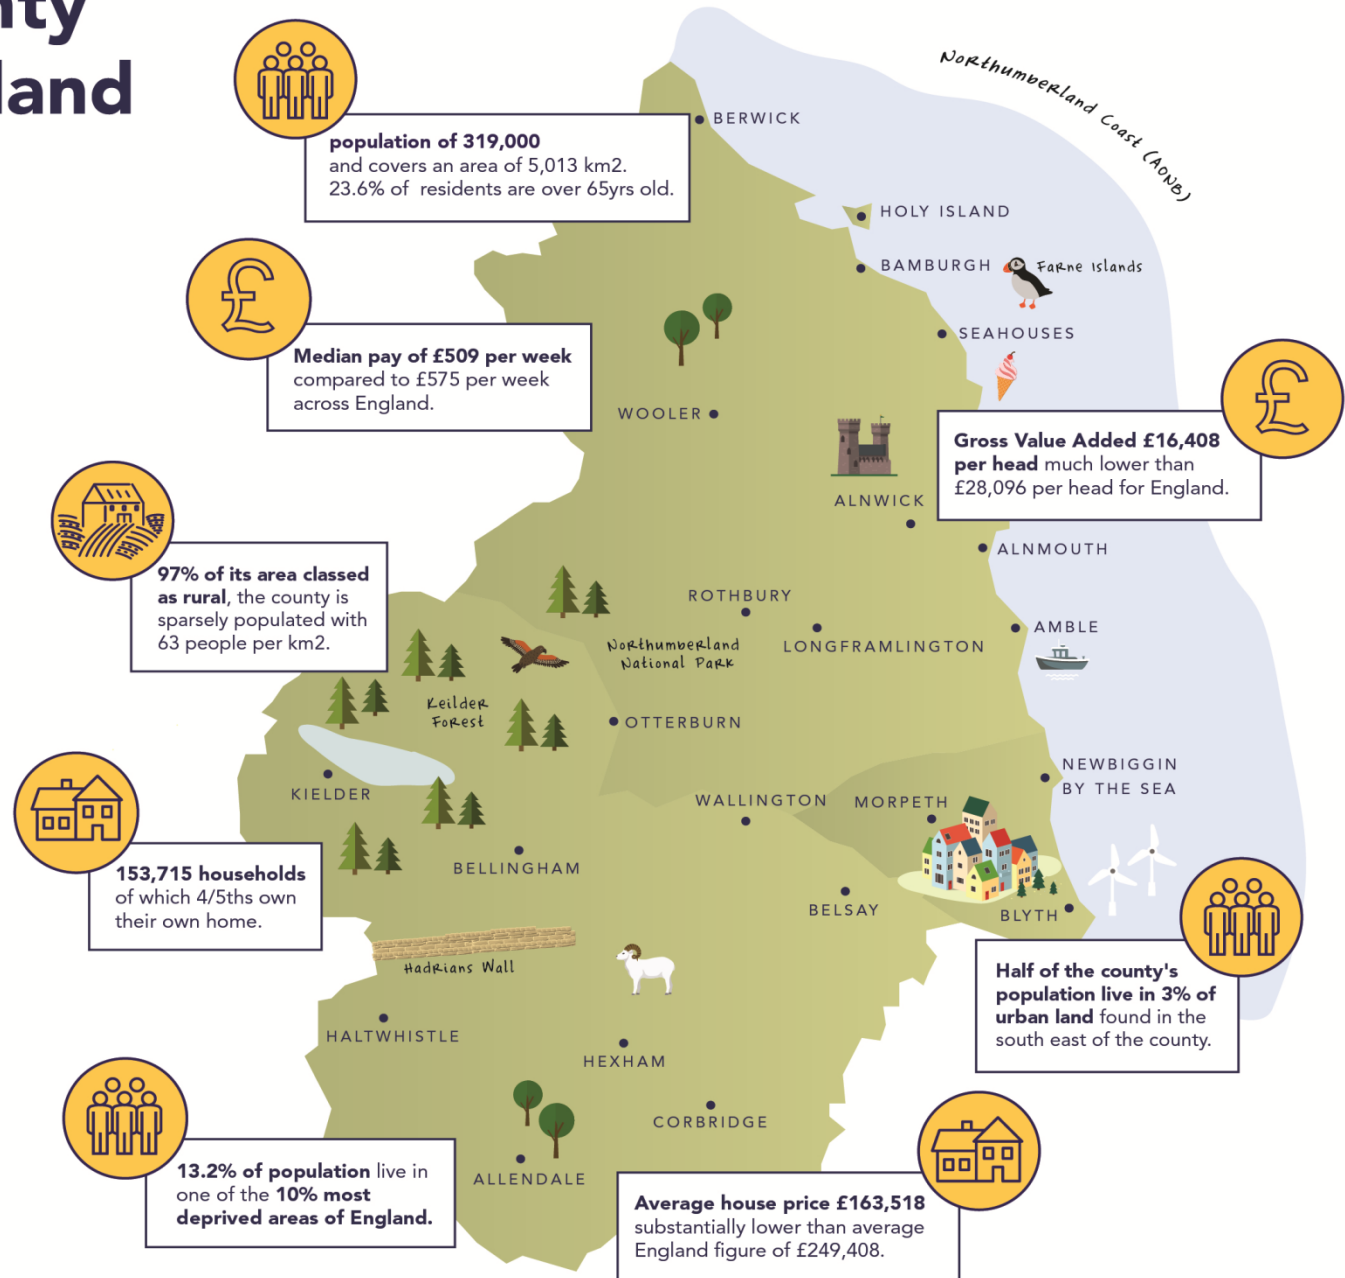 nty
land
population of 319,000
and covers an area of 5,013 km2.
23.6% of residents are over 65yrs old.
BERWICK
Northumberland Coast (AONB)
HOLY ISLAND
BAMBURGH
Farne Islands
SEAHOUSES
Median pay of £509 per week
compared to £575 per week
across England.
WOOLER
Gross Value Added £16,408
per head much lower than
£28,096 per head for England.
ALNWICK
ALNMOUTH
97% of its area classed
as rural, the county is
sparsely populated with
63 people per km2.
ROTHBURY
LONGFRAMLINGTON
AMBLE
Northumberland
National Park
Keilder
Forest
OTTERBURN
KIELDER
NEWBIGGIN
BY THE SEA
WALLINGTON
MORPETH
BELLINGHAM
153,715 households
of which 4/5ths own
their own home.
BELSAY
BLYTH
Hadrians Wall
Half of the county's
population live in 3% of
urban land found in the
south east of the county.
HALTWHISTLE
HEXHAM
CORBRIDGE
13.2% of population live in
one of the 10% most
deprived areas of England.
ALLENDALE
Average house price £163,518
substantially lower than average
England figure of £249,408.